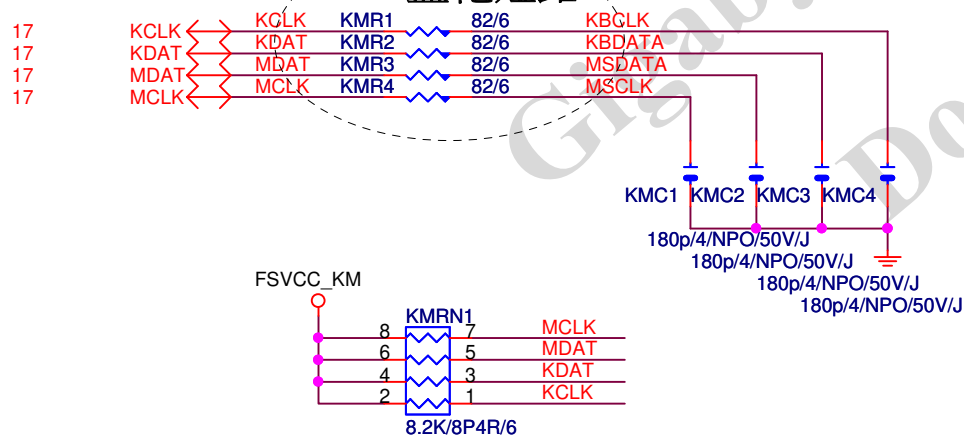 17 KCLK KCLK KMR1 82/6 KBCLK
17 KDAT KDAT KMR2 82/6 KBDATA
17 MDAT MDAT KMR3 82/6 MSDATA
17 MCLK MCLK KMR4 82/6 MSCLK
KMC1 KMC2 KMC3 KMC4
180p/4/NPO/50V/J
180p/4/NPO/50V/J
180p/4/NPO/50V/J
180p/4/NPO/50V/J
FSVCC_KM
KMRN1
8 7 MCLK
6 5 MDAT
4 3 KDAT
2 1 KCLK
8.2K/8P4R/6